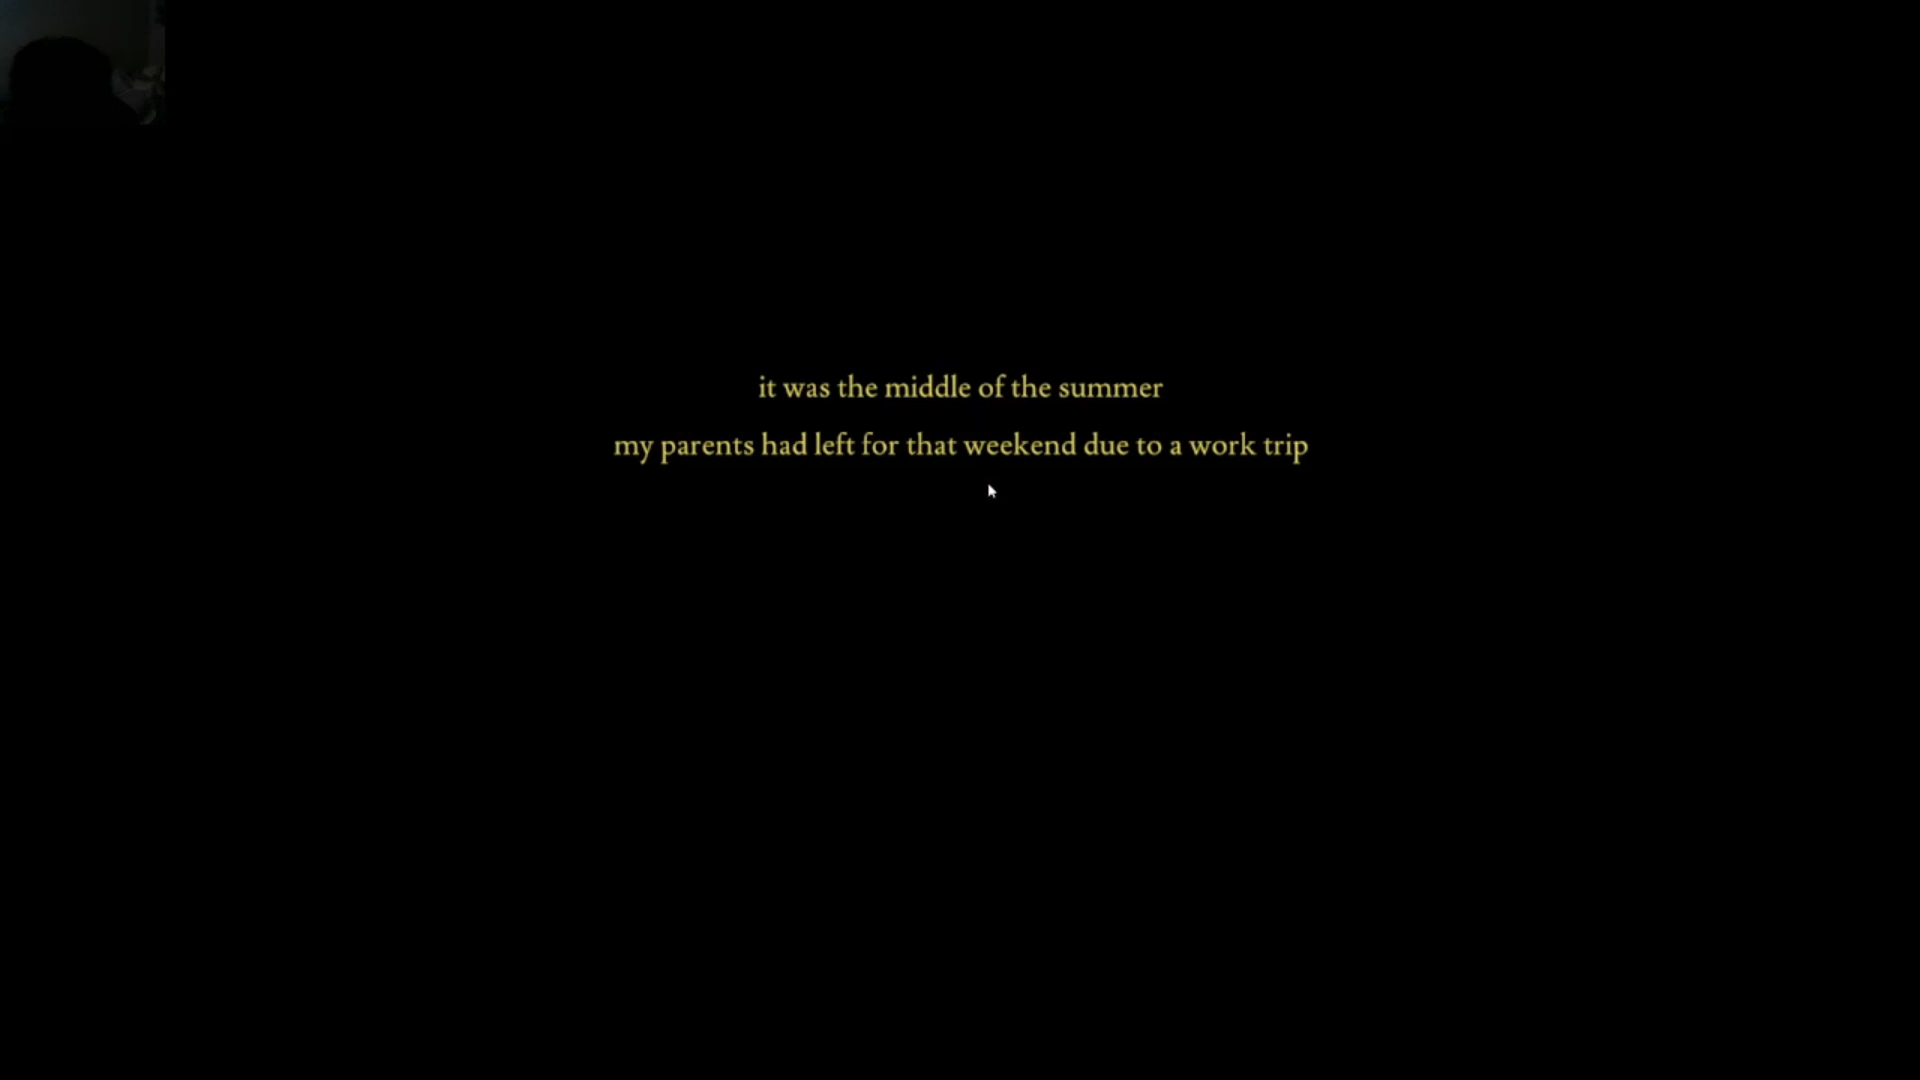 it was the middle of the summer
my parents had left for that weekend due to a work trip